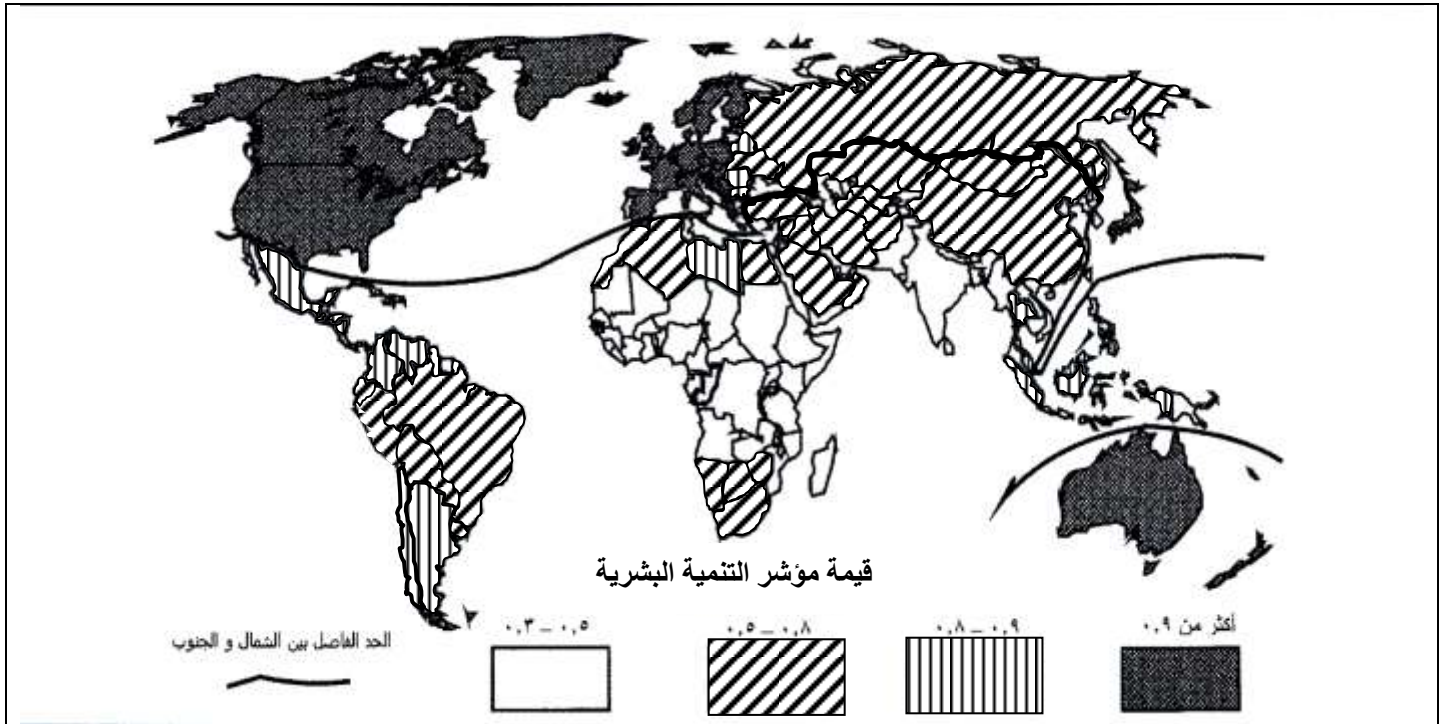 قيمة مؤشر التنمية البشرية
أكثر من ٠,٩
٠,٨ – ٠,٩
٠,٥ – ٠,٨
٠,٣ – ٠,٥
الحد الفاصل بين الشمال و الجنوب